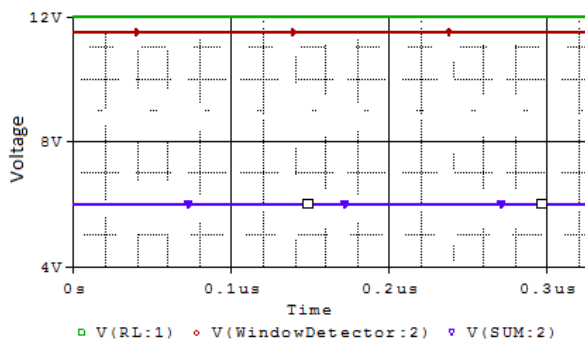 12V
Voltage
8V
4V
0s 0.1us 0.2us 0.3us
Time
V(RL:1) V(WindowDetector:2) V(SUM:2)